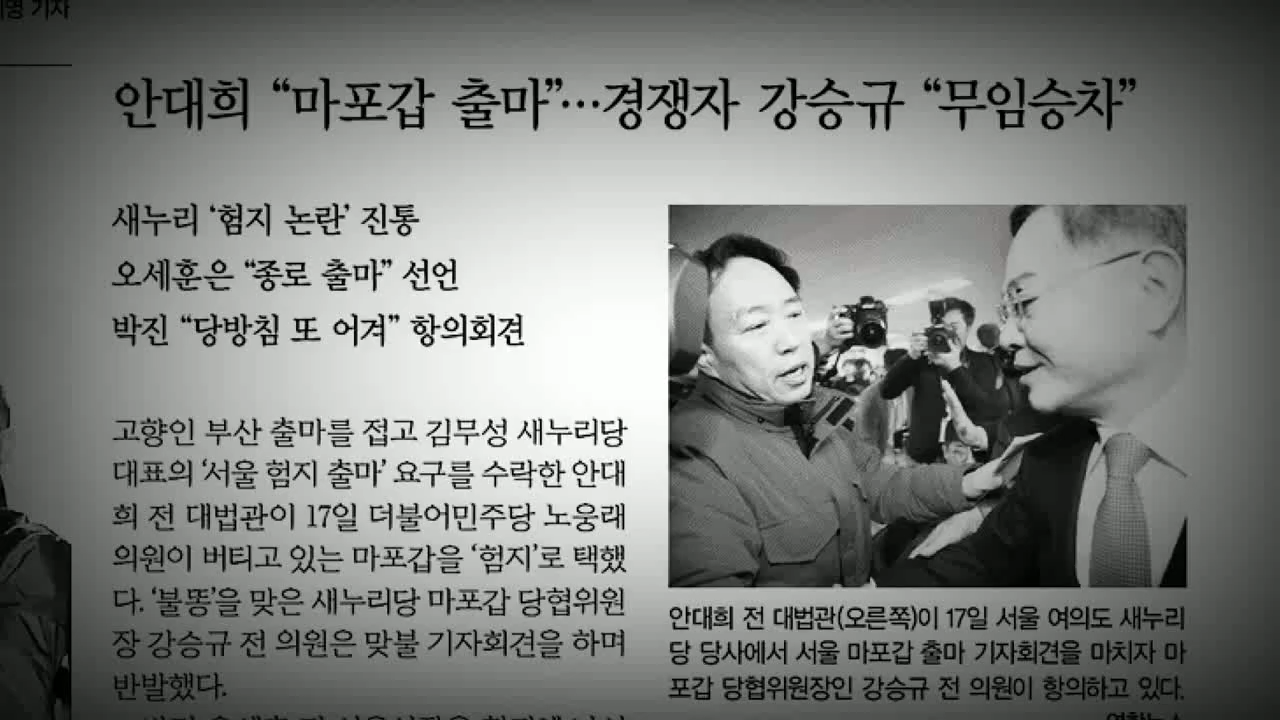 기자
안대희 “마포갑 출마”…경쟁자 강승규 “무임승차”
새누리 ‘험지 논란’ 진통
오세훈은 “종로 출마” 선언
박진 “당방침 또 어겨” 항의회견
고향인 부산 출마를 접고 김무성 새누리당
대표의 ‘서울 험지 출마’ 요구를 수락한 안대
희 전 대법관이 17일 더불어민주당 노웅래
의원이 버티고 있는 마포갑을 ‘험지’로 택했
다. ‘불똥’을 맞은 새누리당 마포갑 당협위원
장 강승규 전 의원은 맞불 기자회견을 하며
반발했다.
안대희 전 대법관(오른쪽)이 17일 서울 여의도 새누리
당 당사에서 서울 마포갑 출마 기자회견을 마치자 마
포갑 당협위원장인 강승규 전 의원이 항의하고 있다.